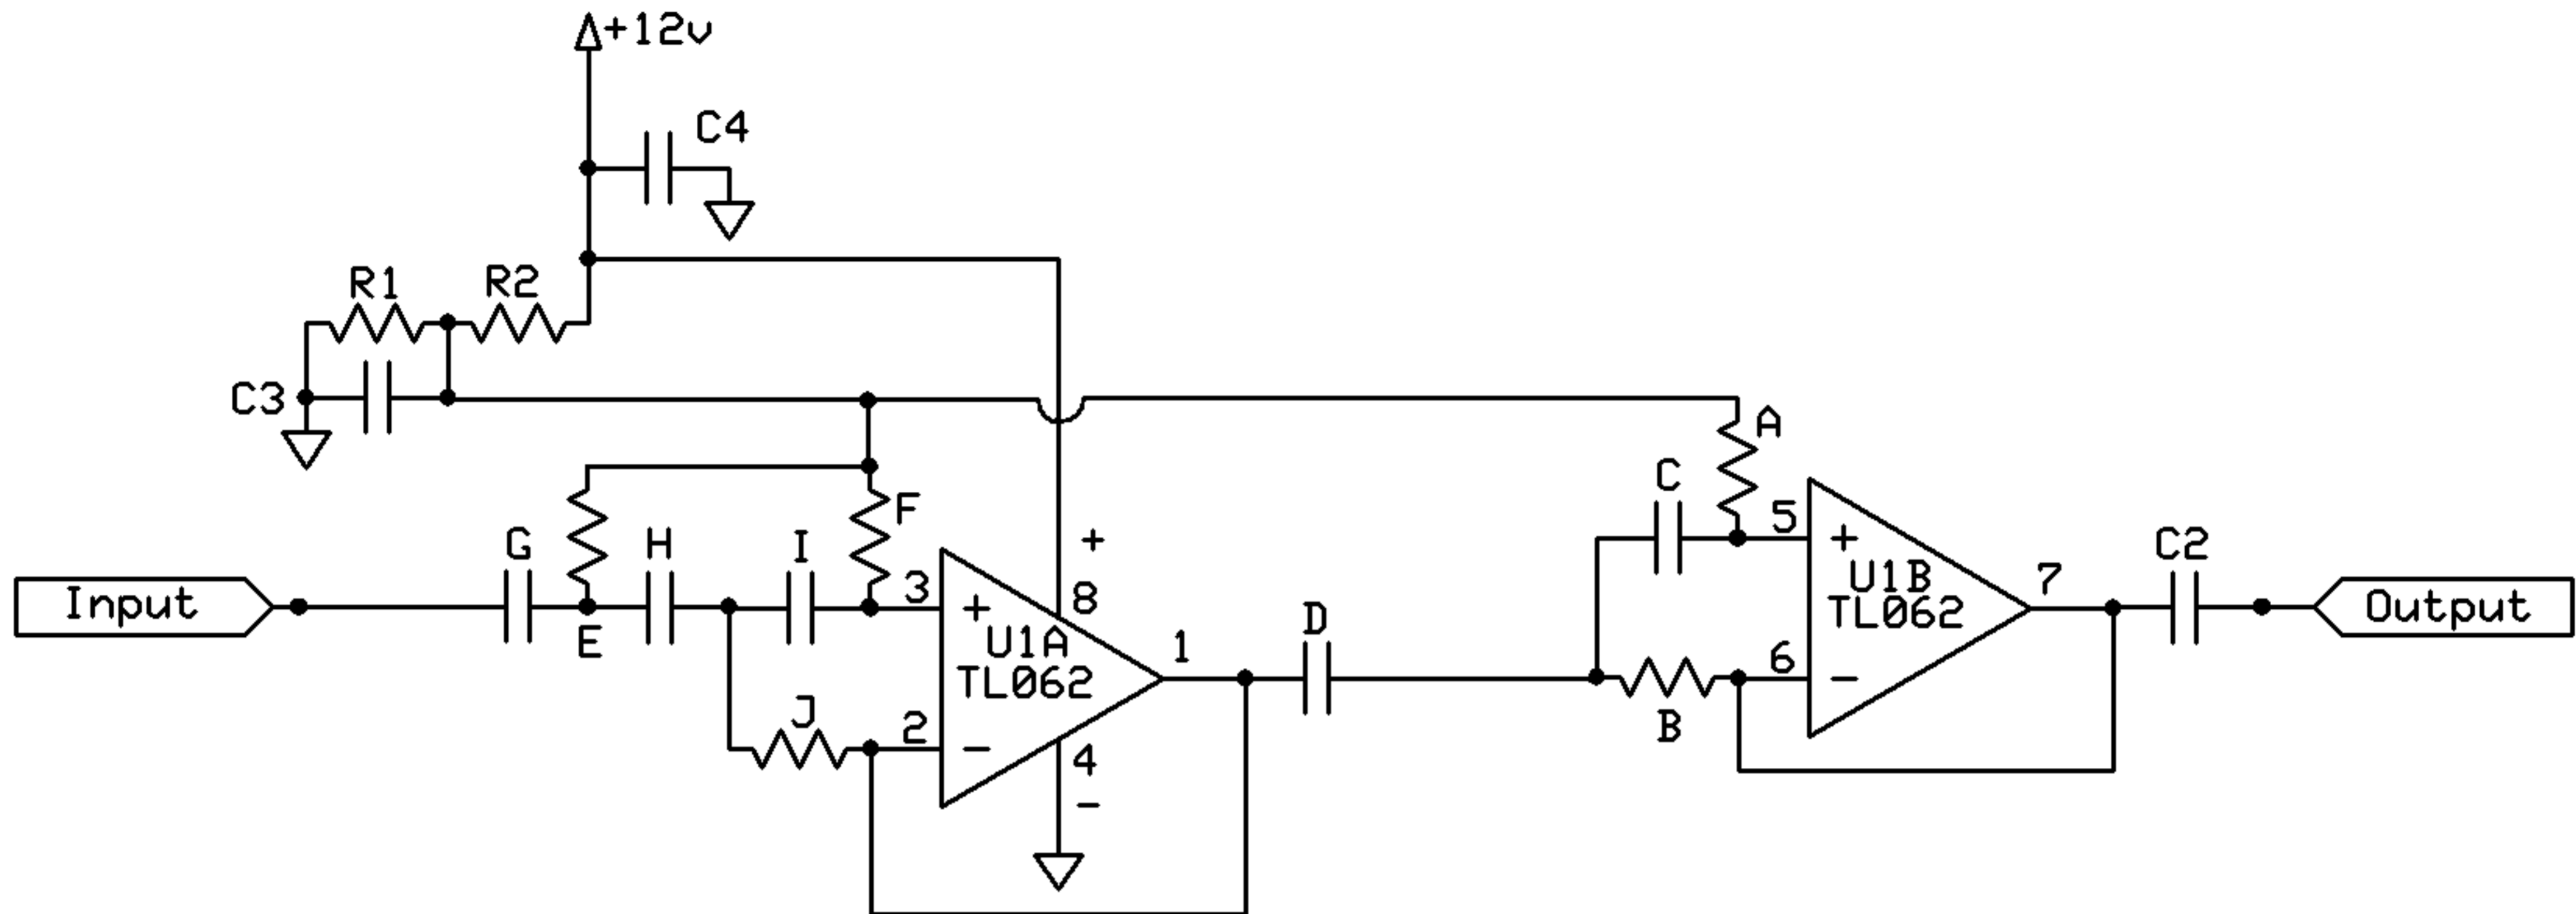 +12v
C4
R1
R2
C3
A
C
F
G
H
I
+
5
3
8
+
U1B
TL062
7
C2
Input
E
+
U1A
TL062
1
D
Output
6
−
B
J
2
−
4
-